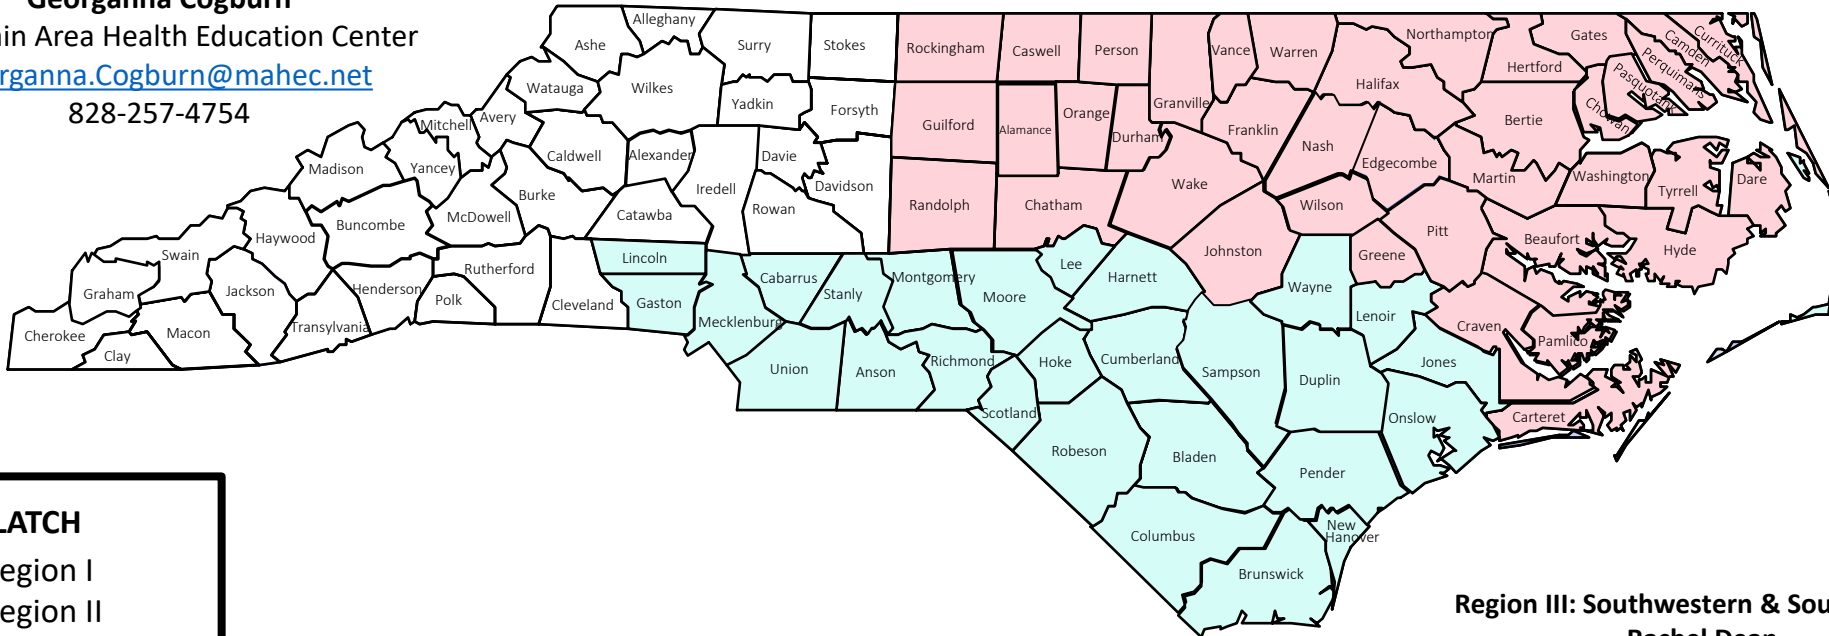 Georganna Cogburn
in Area Health Education Center
rganna.Cogburn@mahec.net
828-257-4754
Alleghany
Ashe
Surry
Stokes
Rockingham
Caswell
Person
Vance
Warren
Northampton
Gates
Currituck
Camden
Perquimans
Pasquotank
Chowan
Hertford
Watauga
Wilkes
Yadkin
Forsyth
Guilford
Alamance
Orange
Durham
Granville
Franklin
Halifax
Bertie
Mitchell
Avery
Caldwell
Alexander
Davie
Nash
Edgecombe
Madison
Yancey
Burke
Iredell
Davidson
Wake
Martin
Washington
Tyrrell
Dare
Buncombe
McDowell
Catawba
Rowan
Randolph
Chatham
Wilson
Haywood
Swain
Rutherford
Lincoln
Johnston
Pitt
Greene
Beaufort
Hyde
Graham
Jackson
Henderson
Polk
Cleveland
Gaston
Cabarrus
Stanly
Montgomery
Moore
Lee
Harnett
Wayne
Lenoir
Cherokee
Clay
Macon
Transylvania
Mecklenburg
Craven
Pamlico
Union
Anson
Richmond
Hoke
Cumberland
Sampson
Duplin
Jones
Scotland
Onslow
Carteret
Robeson
Bladen
Pender
Columbus
New
Hanover
Brunswick
LATCH
egion I
egion II
Region III: Southwestern & Sou